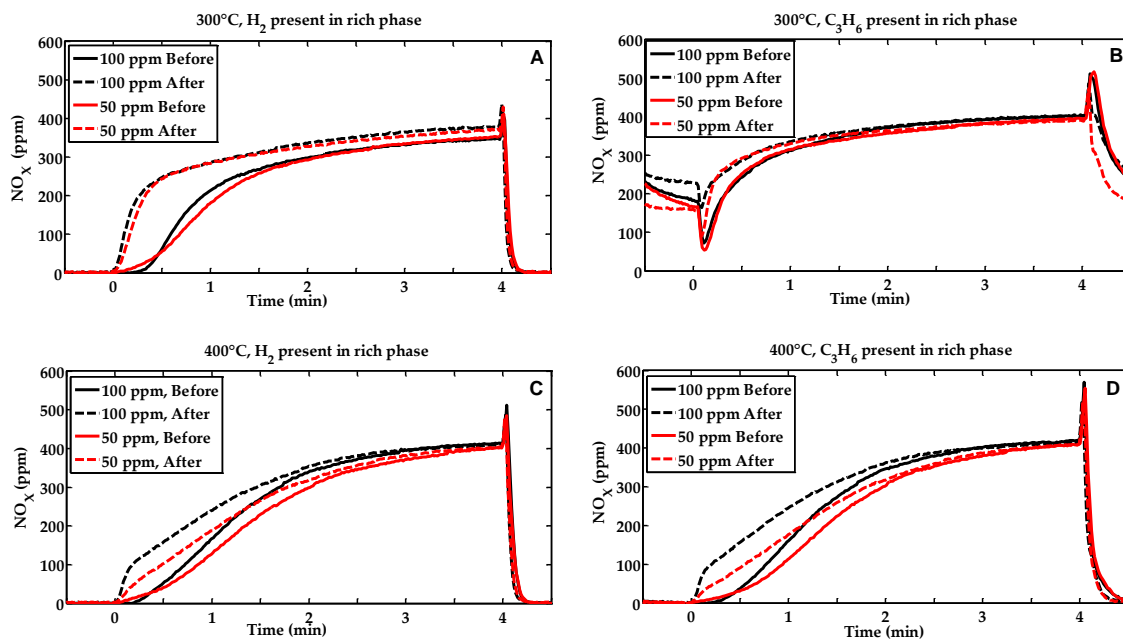 300°C, H2 present in rich phase
A
100 ppm Before
100 ppm After
50 ppm Before
50 ppm After
600
500
400
300
200
100
0
NOX (ppm)
0 1 2 3 4
Time (min)
300°C, C3H6 present in rich phase
B
100 ppm Before
100 ppm After
50 ppm Before
50 ppm After
600
500
400
300
200
100
0
NOX (ppm)
0 1 2 3 4
Time (min)
400°C, H2 present in rich phase
C
100 ppm, Before
100 ppm, After
50 ppm, Before
50 ppm, After
600
500
400
300
200
100
0
NOX (ppm)
0 1 2 3 4
Time (min)
400°C, C3H6 present in rich phase
D
100 ppm Before
100 ppm After
50 ppm Before
50 ppm After
600
500
400
300
200
100
0
NOX (ppm)
0 1 2 3 4
Time (min)